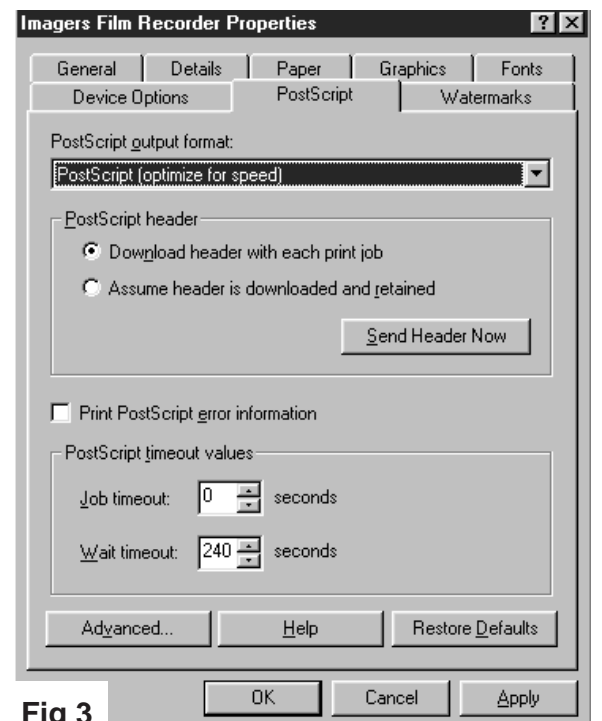 Imagers Film Recorder Properties
General Details Paper Graphics Fonts
Device Options PostScript Watermarks
PostScript output format:
PostScript (optimize for speed)
PostScript header
Download header with each print job
Assume header is downloaded and retained
Send Header Now
Print PostScript error information
PostScript timeout values
Job timeout: 0 seconds
Wait timeout: 240 seconds
Advanced... Help Restore Defaults
OK Cancel Apply
Fig 3